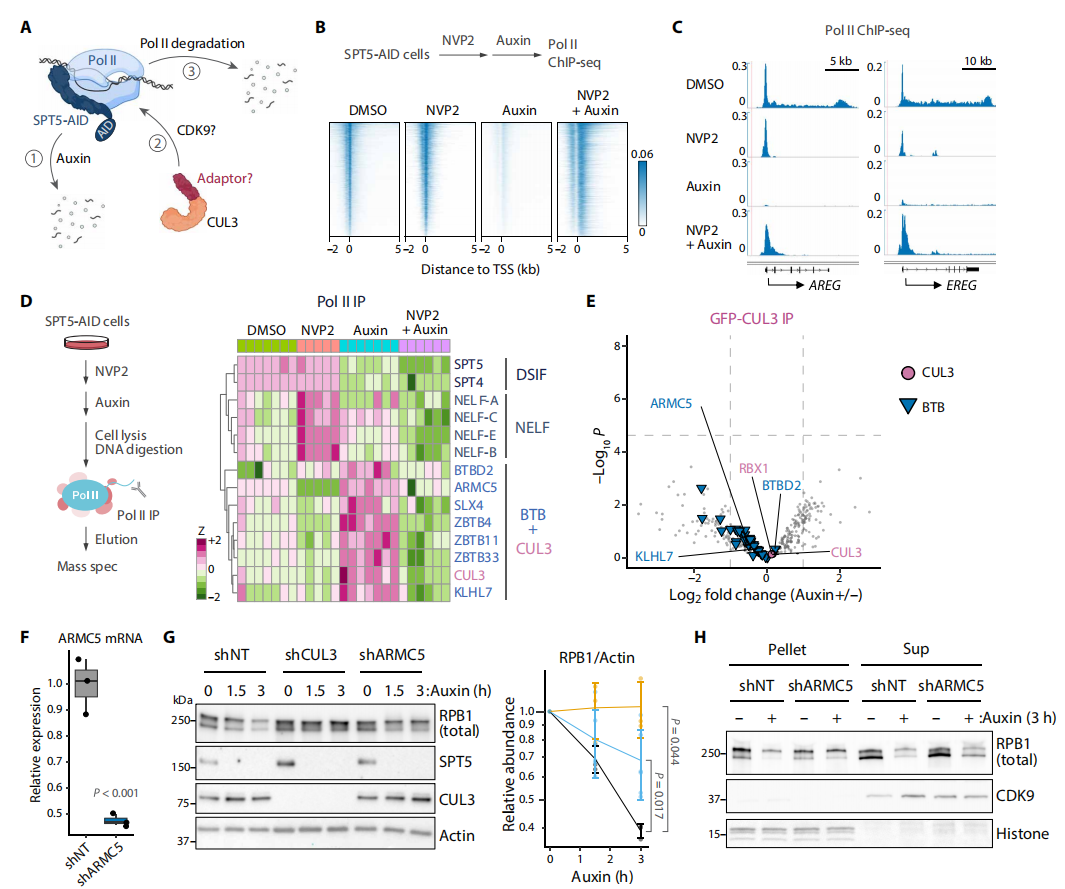 A
Pol II degradation
Pol II
3
SPT5-AID
AID
CDK9?
1
Auxin
2
Adaptor?
CUL3
B
SPT5-AID cells
NVP2
Auxin
Pol II
ChIP-seq
DMSO
NVP2
Auxin
NVP2
+ Auxin
0.06
0
−2 0 5
−2 0 5
−2 0 5
−2 0 5
Distance to TSS (kb)
C
Pol II ChIP-seq
5 kb
10 kb
DMSO
0.3
0
0.2
0
NVP2
0.3
0
0.2
0
Auxin
0.3
0
0.2
0
NVP2
+ Auxin
0.3
0
0.2
0
AREG
EREG
D
SPT5-AID cells
NVP2
Auxin
Cell lysis
DNA digestion
Pol II
Pol II IP
Elution
Mass spec
Pol II IP
DMSO
NVP2
Auxin
NVP2
+ Auxin
SPT5
SPT4
DSIF
NELF-A
NELF-C
NELF-E
NELF-B
NELF
BTBD2
ARMC5
SLX4
ZBTB4
ZBTB11
ZBTB33
CUL3
KLHL7
BTB
+
CUL3
Z
+2
0
−2
E
GFP-CUL3 IP
−Log10 P
8
6
4
2
0
ARMC5
RBX1
BTBD2
KLHL7
CUL3
CUL3
BTB
−2 0 2
Log2 fold change (Auxin+/−)
F
ARMC5 mRNA
Relative expression
1.0
0.9
0.8
0.7
0.6
0.5
P < 0.001
shNT
shARMC5
G
shNT shCUL3 shARMC5
0 1.5 3 0 1.5 3 0 1.5 3 :Auxin (h)
kDa
250
RPB1
(total)
150
SPT5
75
CUL3
37
Actin
RPB1/Actin
Relative abundance
1.0
0.9
0.8
0.7
0.6
0.5
0.4
P = 0.044
P = 0.017
0 1 2 3
Auxin (h)
H
Pellet
Sup
shNT shARMC5 shNT shARMC5
− + − + − + − + :Auxin (3 h)
250
RPB1
(total)
37
CDK9
15
Histone